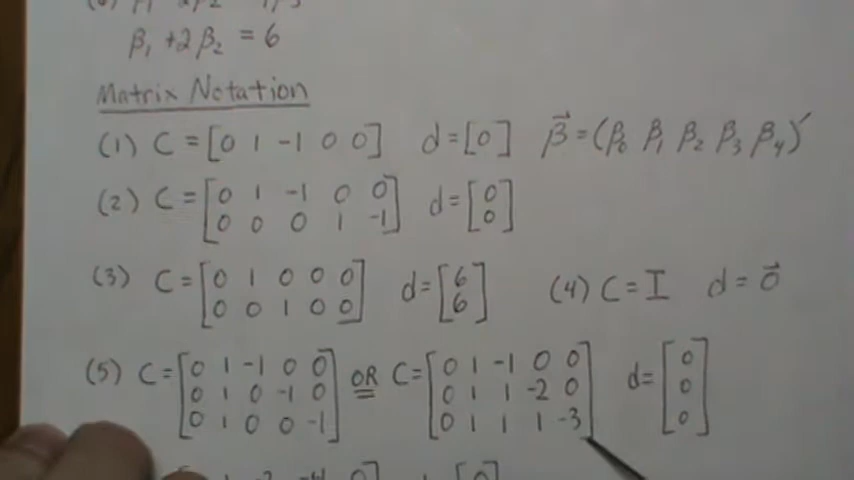 β₁ + 2β₂ = 6
Matrix Notation
(1) C = [0 1 -1 0 0] d = [0] β⃗ = (β₀ β₁ β₂ β₃ β₄)′
(2) C = [0 1 -1 0 0 d = [0
0 0 0 1 -1] 0]
(3) C = [0 1 0 0 0 d = [6 (4) C = I d = 0⃗
0 0 1 0 0] 6]
(5) C = [0 1 -1 0 0 OR C = [0 1 -1 0 0 d = [0
0 1 0 -1 0 0 1 1 -2 0 0
0 1 0 0 -1] 0 1 1 1 -3] 0]